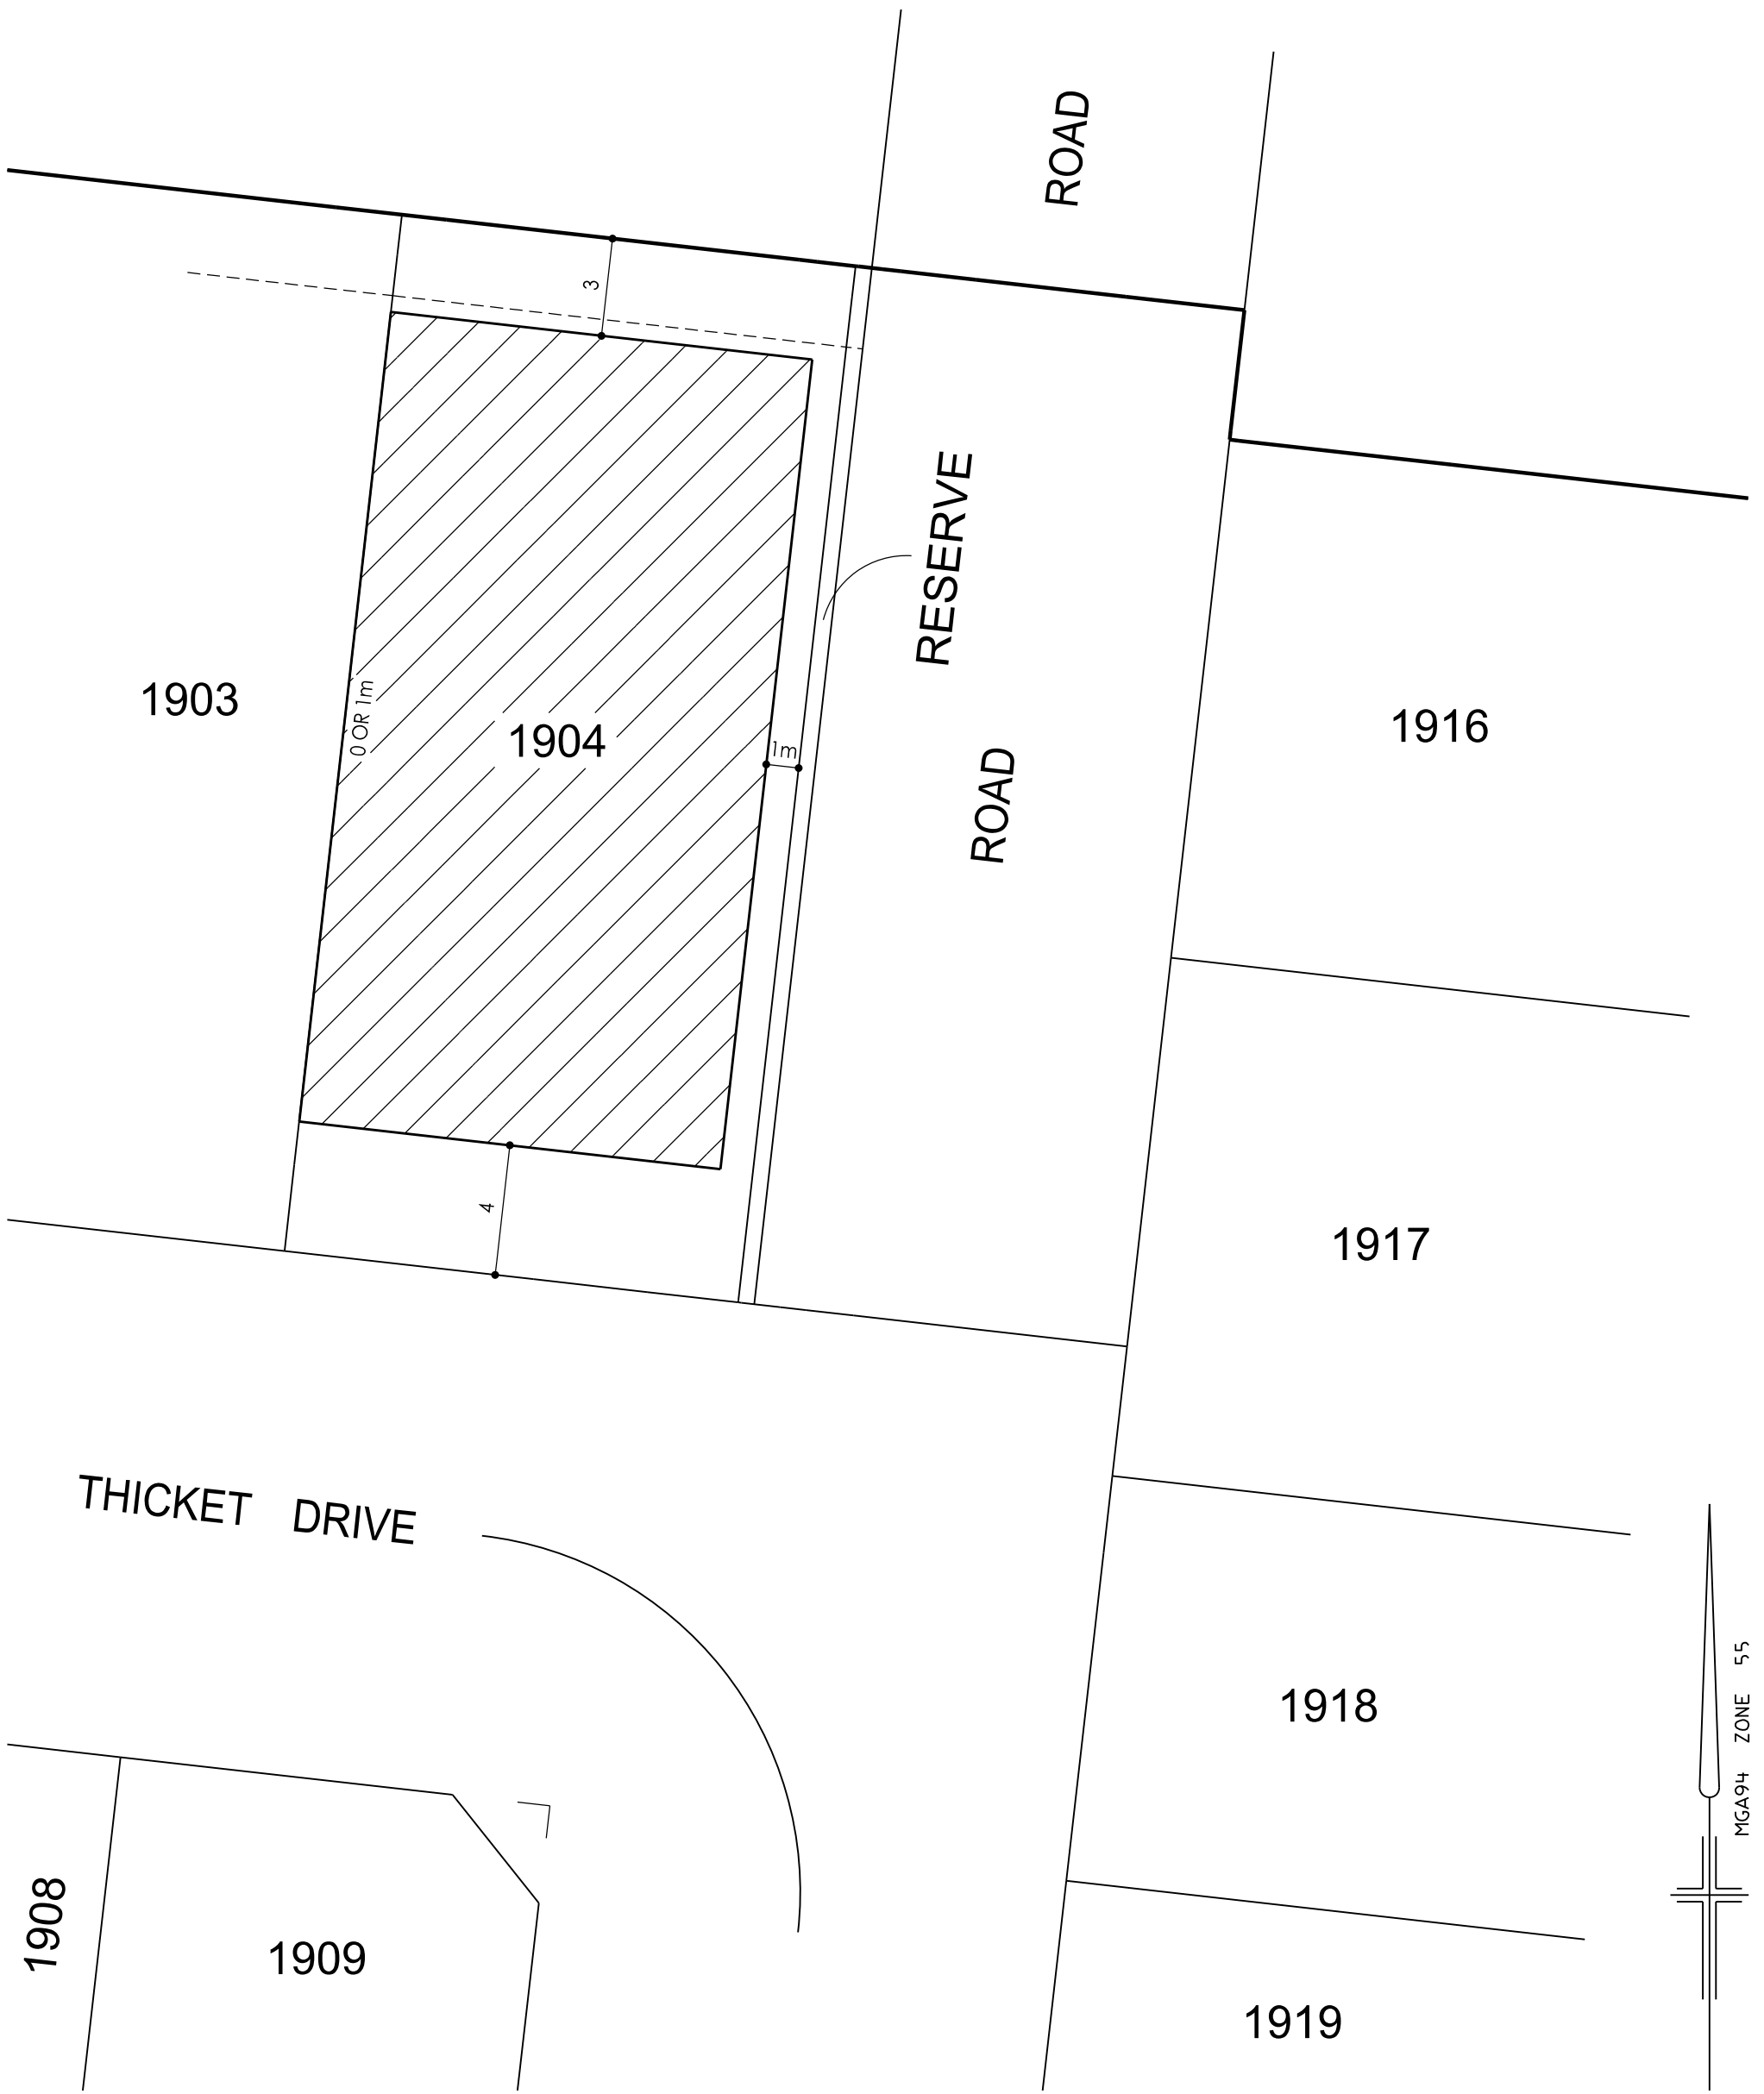 ROAD
3
RESERVE
1903
0 OR 1m
1904
1m
1916
ROAD
4
1917
THICKET DRIVE
1918
MGA94 ZONE 55
1908
1909
1919